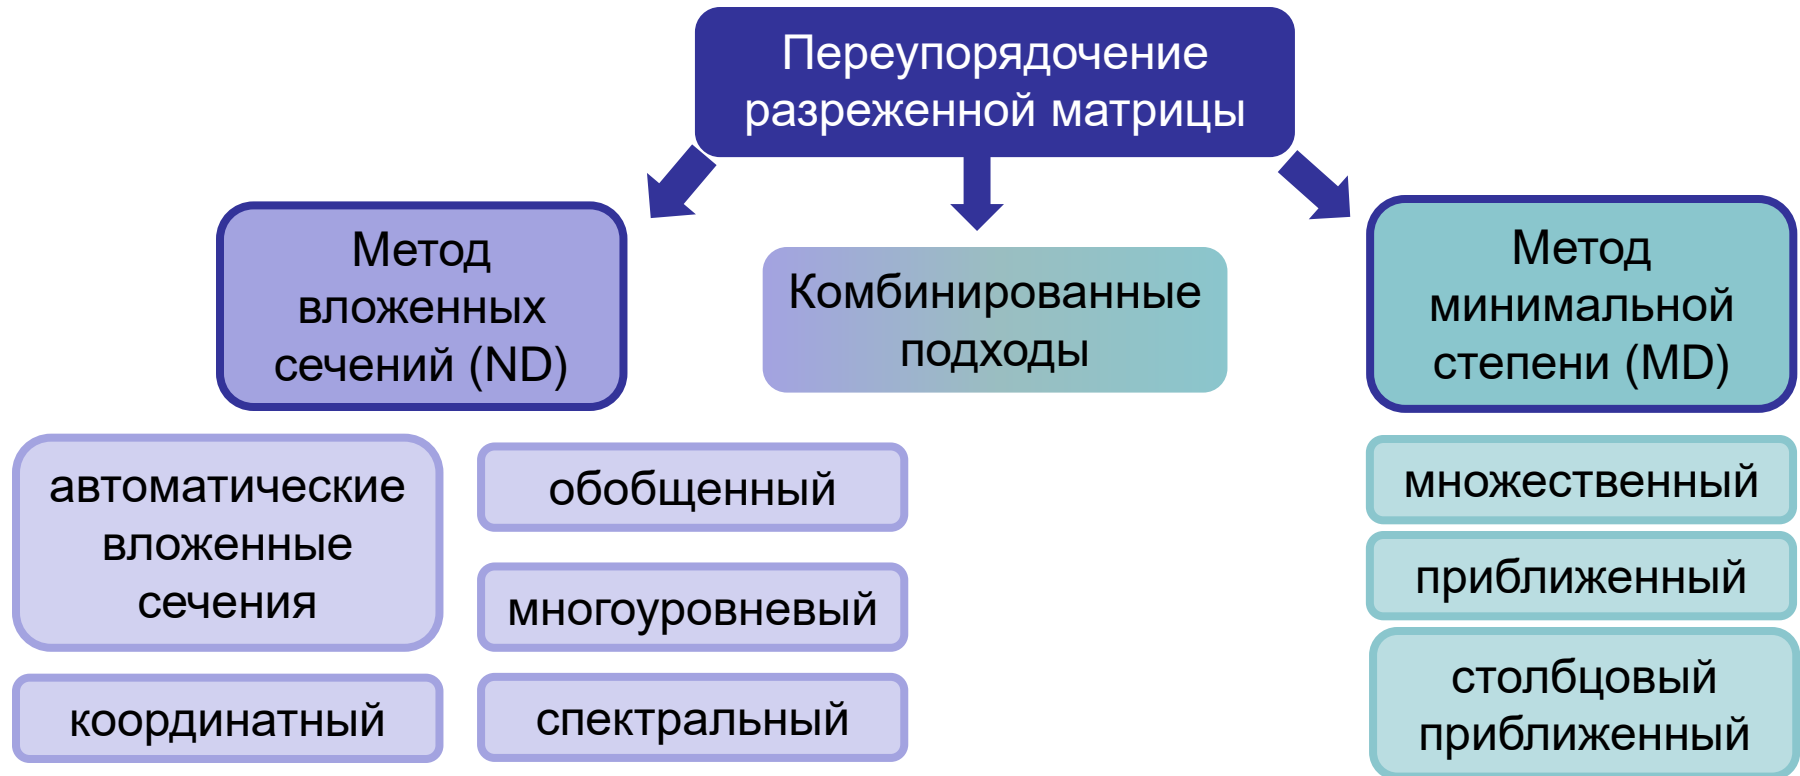 Переупорядочение
разреженной матрицы
Метод
вложенных
сечений (ND)
Комбинированные
подходы
Метод
минимальной
степени (MD)
автоматические
вложенные
сечения
координатный
обобщенный
многоуровневый
спектральный
множественный
приближенный
столбцовый
приближенный